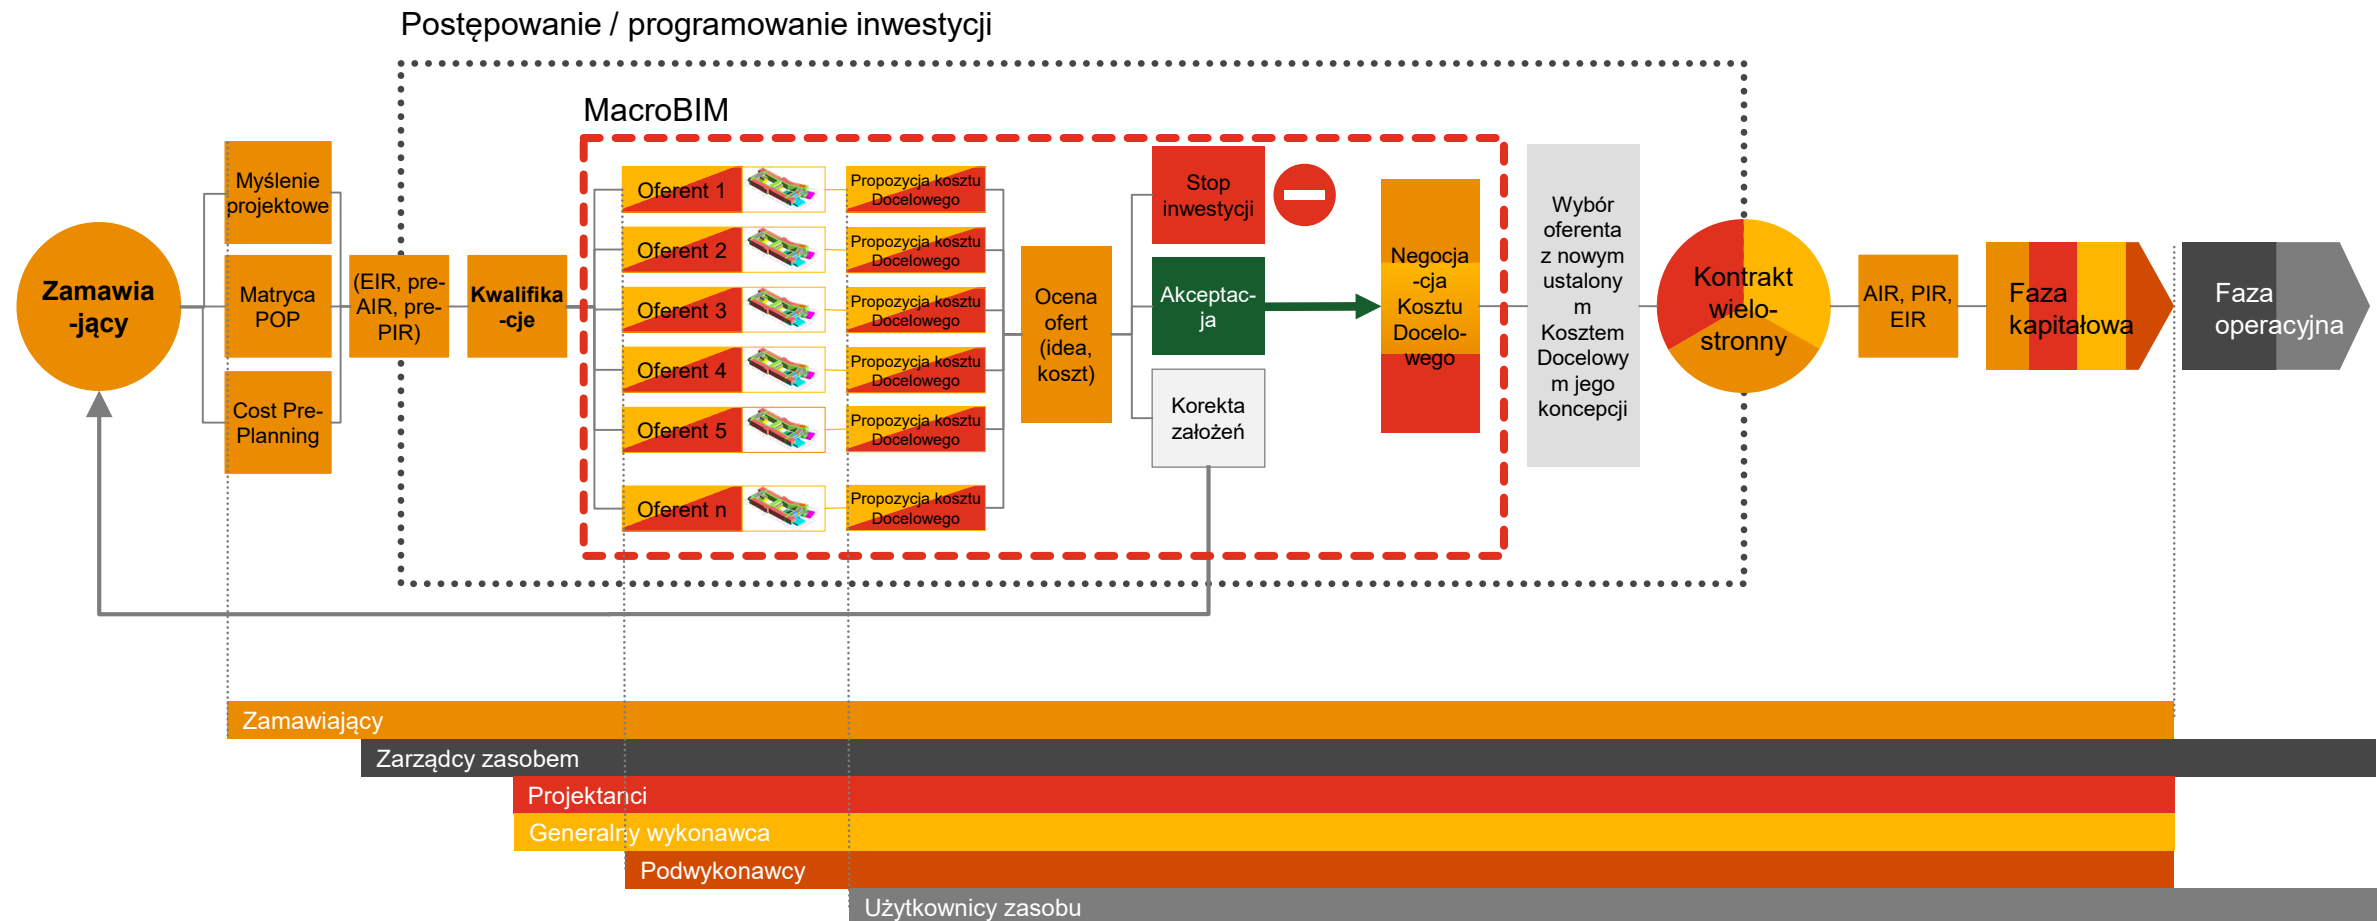 Postępowanie / programowanie inwestycji
MacroBIM
Zamawia
-jący
Myślenie
projektowe
Matryca
POP
Cost Pre-
Planning
(EIR, pre-
AIR, pre-
PIR)
Kwalifika
-cje
Oferent 1
Propozycja kosztu
Docelowego
Oferent 2
Propozycja kosztu
Docelowego
Oferent 3
Propozycja kosztu
Docelowego
Oferent 4
Propozycja kosztu
Docelowego
Oferent 5
Propozycja kosztu
Docelowego
Oferent n
Propozycja kosztu
Docelowego
Ocena
ofert
(idea,
koszt)
Stop
inwestycji
Akceptac-
ja
Korekta
założeń
Negocja
-cja
Kosztu
Docelo-
wego
Wybór
oferenta
z nowym
ustalony
m
Kosztem
Docelowy
m jego
koncepcji
Kontrakt
wielo-
stronny
AIR, PIR,
EIR
Faza
kapitałowa
Faza
operacyjna
Zamawiający
Zarządcy zasobem
Projektanci
Generalny wykonawca
Podwykonawcy
Użytkownicy zasobu